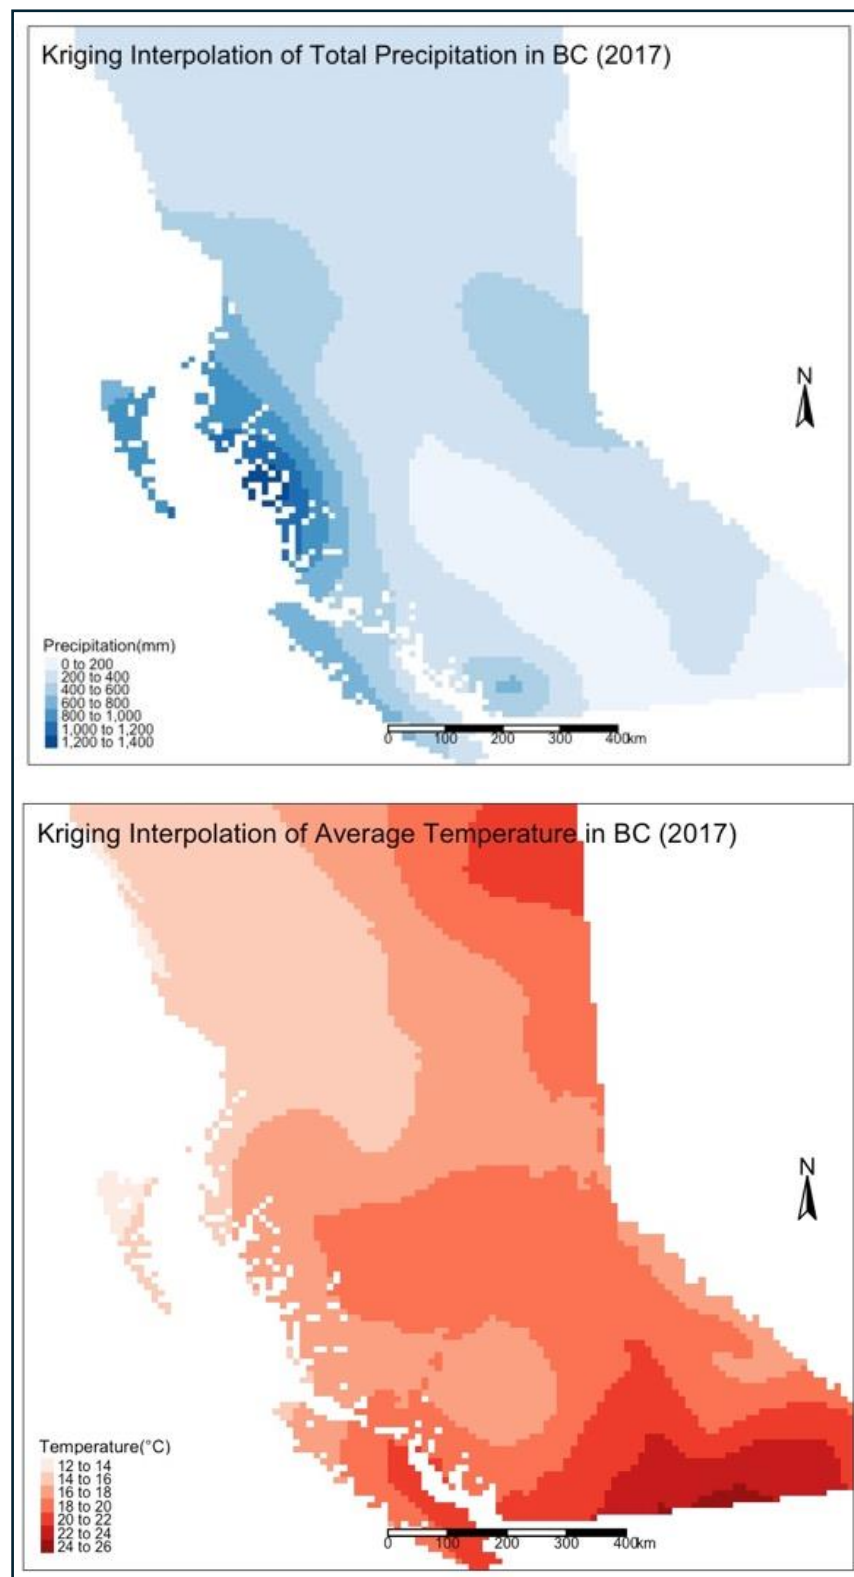 Kriging Interpolation of Total Precipitation in BC (2017)
N
Precipitation(mm)
0 to 200
200 to 400
400 to 600
600 to 800
800 to 1,000
1,000 to 1,200
1,200 to 1,400
0 100 200 300 400km
Kriging Interpolation of Average Temperature in BC (2017)
N
Temperature(°C)
12 to 14
14 to 16
16 to 18
18 to 20
20 to 22
22 to 24
24 to 26
0 100 200 300 400km